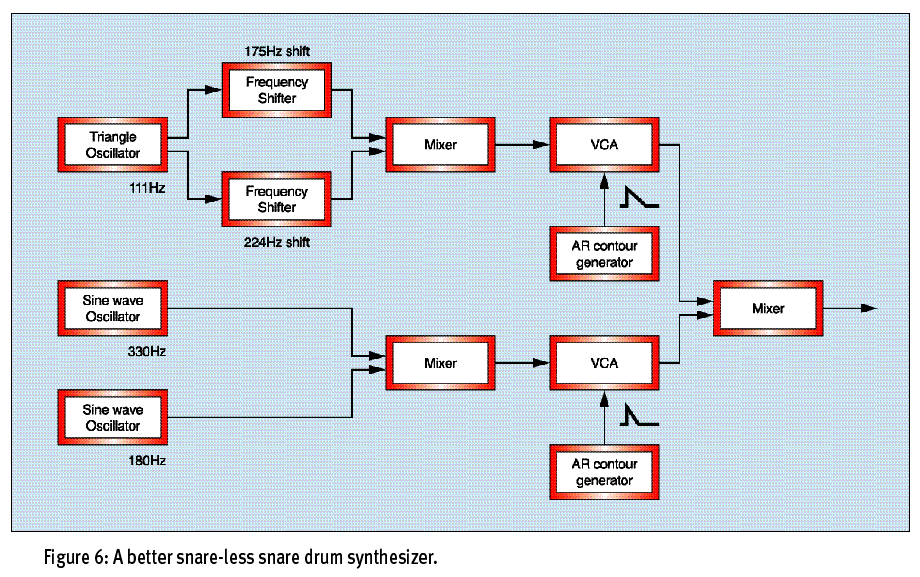 175Hz shift
Frequency
Shifter
Triangle
Oscillator
111Hz
Frequency
Shifter
224Hz shift
Mixer
VCA
AR contour
generator
Sine wave
Oscillator
330Hz
Sine wave
Oscillator
180Hz
Mixer
VCA
AR contour
generator
Mixer
Figure 6: A better snare-less snare drum synthesizer.